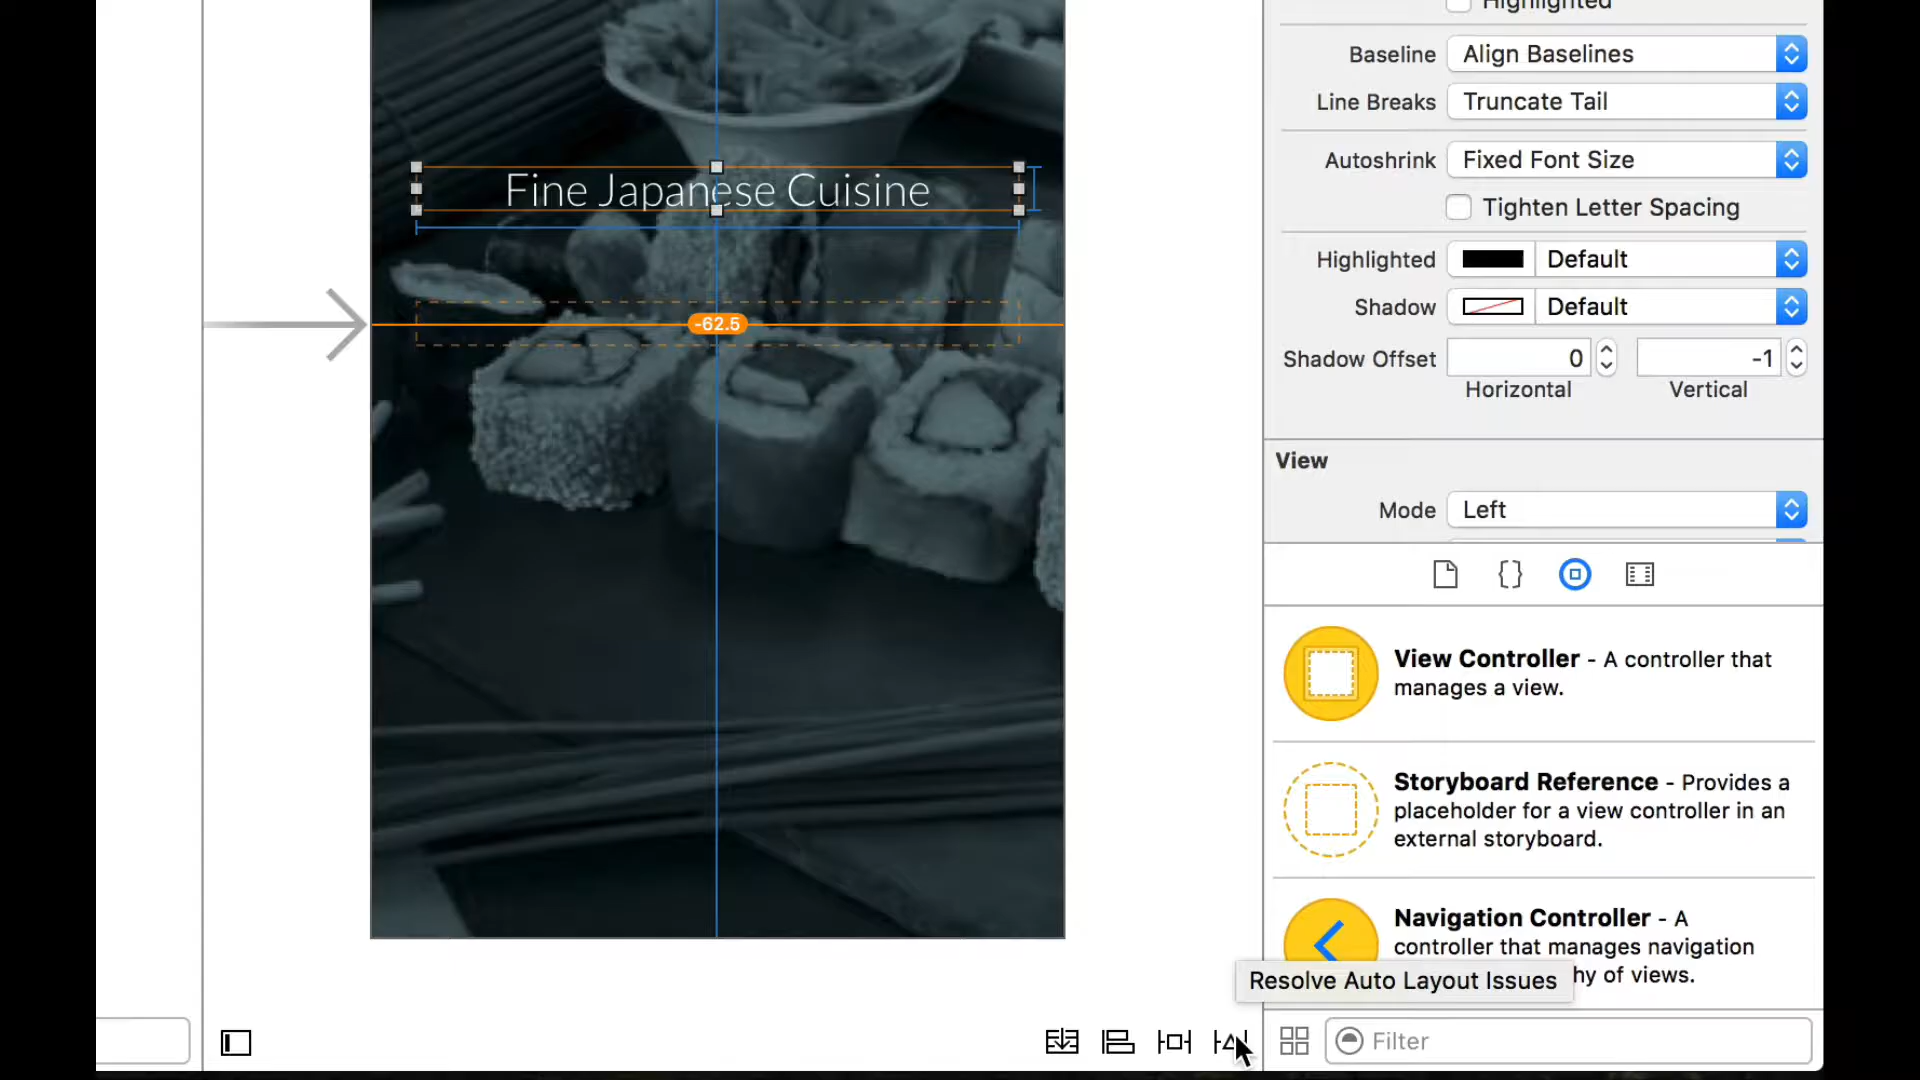 Highlighted
Baseline Align Baselines
Line Breaks Truncate Tail
Autoshrink Fixed Font Size
Tighten Letter Spacing
Highlighted Default
Shadow Default
Shadow Offset 0 -1
Horizontal Vertical
View
Mode Left
Fine Japanese Cuisine
-62.5
View Controller - A controller that
manages a view.
Storyboard Reference - Provides a
placeholder for a view controller in an
external storyboard.
Navigation Controller - A
controller that manages navigation
hy of views.
Resolve Auto Layout Issues
Filter